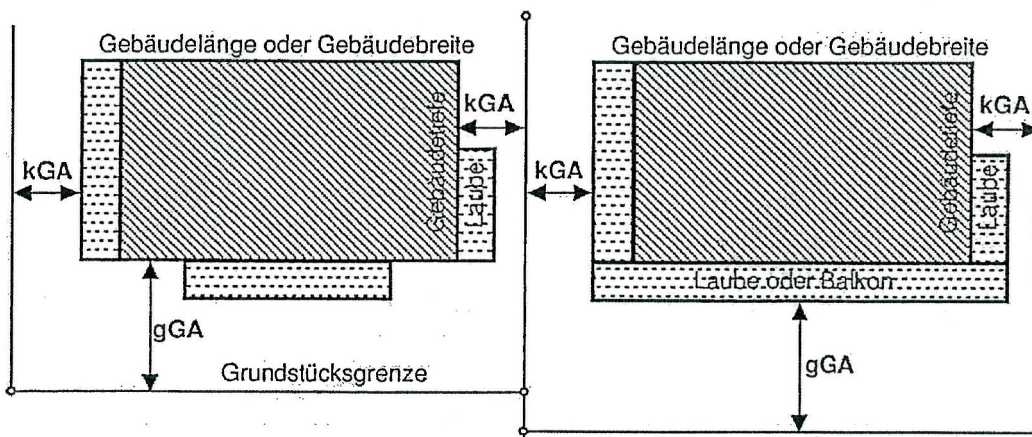 Gebäudelänge oder Gebäudebreite
kGA
kGA
Gebäudetiefe
Laube
gGA
Grundstücksgrenze
Gebäudelänge oder Gebäudebreite
kGA
kGA
Gebäudetiefe
Laube
Laube oder Balkon
gGA